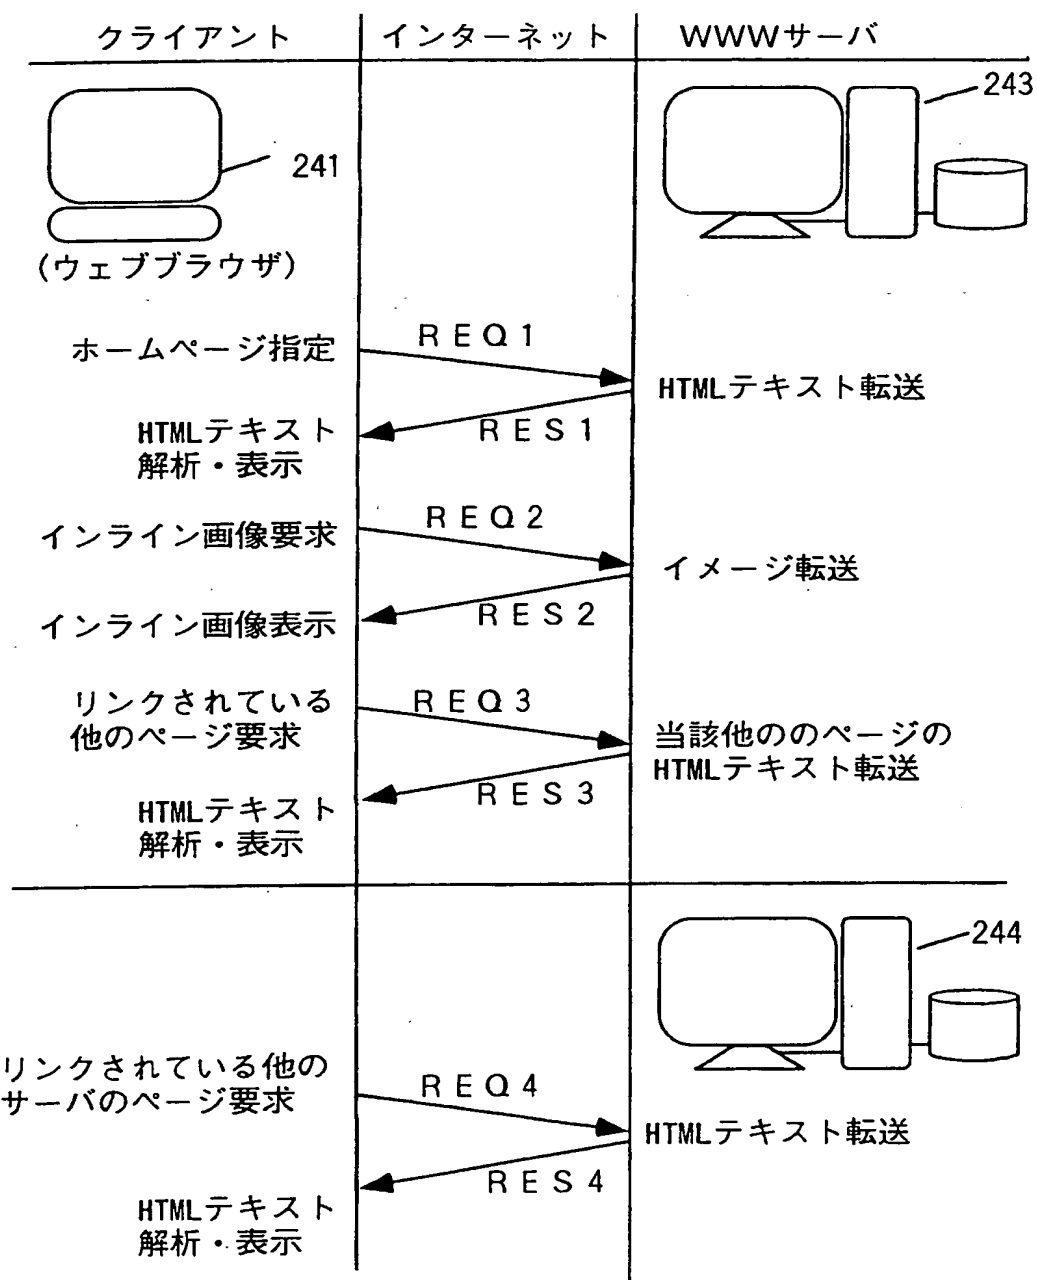 クライアント
インターネット
WWWサーバ
243
241
(ウェブブラウザ)
REQ1
ホームページ指定
HTMLテキスト転送
RES1
HTMLテキスト
解析・表示
REQ2
インライン画像要求
イメージ転送
RES2
インライン画像表示
REQ3
リンクされている
他のページ要求
当該他ののページの
HTMLテキスト転送
RES3
HTMLテキスト
解析・表示
244
リンクされている他の
サーバのページ要求
REQ4
HTMLテキスト転送
RES4
HTMLテキスト
解析・表示